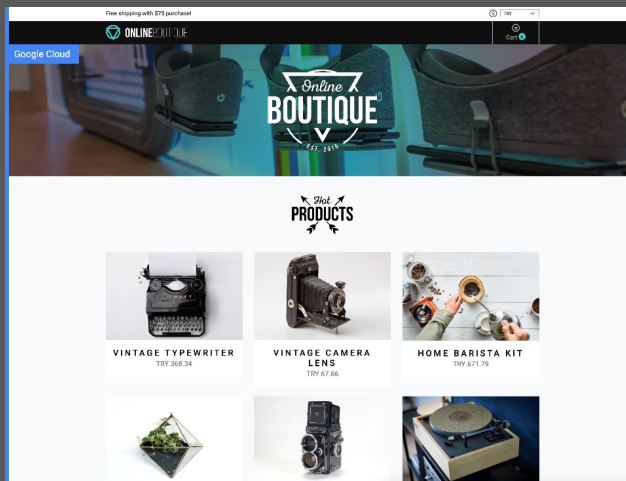 Free shipping with $75 purchase!
TRY
ONLINEBOUTIQUE
Cart
Google Cloud
Online
BOUTIQUE
EST. 2018
Hot
PRODUCTS
VINTAGE TYPEWRITER
TRY 368.34
VINTAGE CAMERA
LENS
TRY 67.66
HOME BARISTA KIT
TRY 671.79